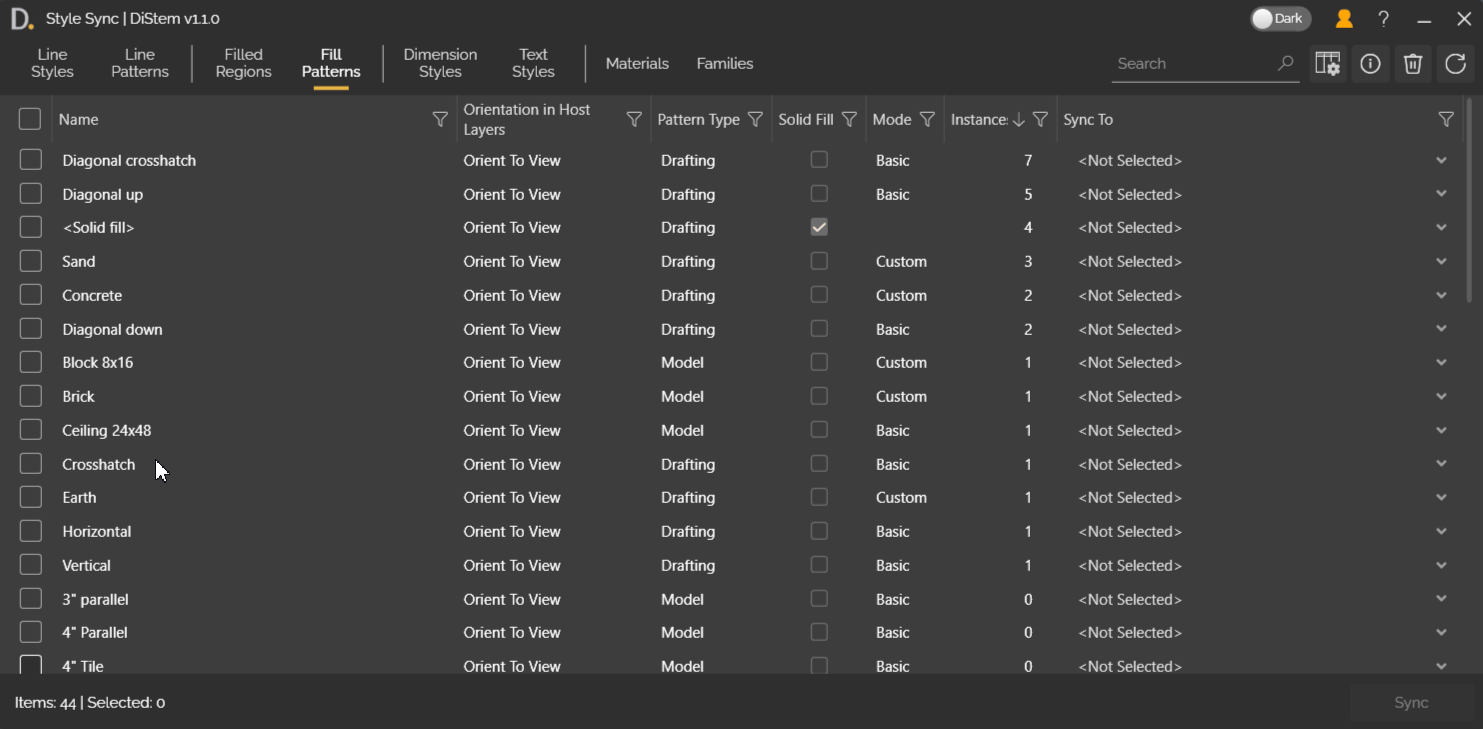 D. Style Sync | DiStem v1.1.0 Dark ?
Line Styles Line Patterns Filled Regions Fill Patterns Dimension Styles Text Styles Materials Families Search
Name Orientation in Host Layers Pattern Type Solid Fill Mode Instance Sync To
Diagonal crosshatch Orient To View Drafting Basic 7 <Not Selected>
Diagonal up Orient To View Drafting Basic 5 <Not Selected>
<Solid fill> Orient To View Drafting 4 <Not Selected>
Sand Orient To View Drafting Custom 3 <Not Selected>
Concrete Orient To View Drafting Custom 2 <Not Selected>
Diagonal down Orient To View Drafting Basic 2 <Not Selected>
Block 8x16 Orient To View Model Custom 1 <Not Selected>
Brick Orient To View Model Custom 1 <Not Selected>
Ceiling 24x48 Orient To View Model Basic 1 <Not Selected>
Crosshatch Orient To View Drafting Basic 1 <Not Selected>
Earth Orient To View Drafting Custom 1 <Not Selected>
Horizontal Orient To View Drafting Basic 1 <Not Selected>
Vertical Orient To View Drafting Basic 1 <Not Selected>
3" parallel Orient To View Model Basic 0 <Not Selected>
4" Parallel Orient To View Model Basic 0 <Not Selected>
4" Tile Orient To View Model Basic 0 <Not Selected>
Items: 44 | Selected: 0 Sync